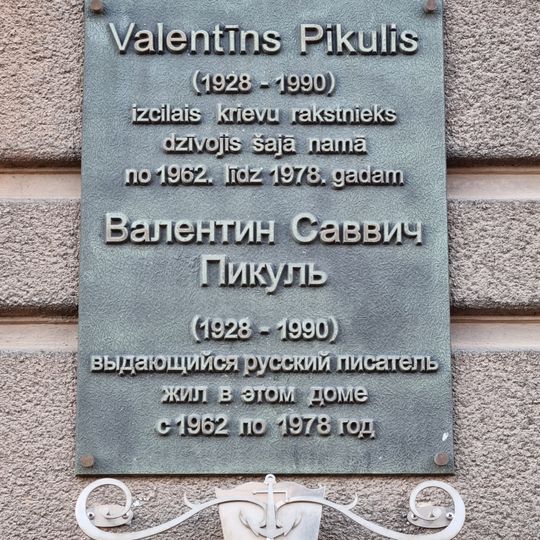 Valentīns Pikulis
(1928 - 1990)
izcilais krievu rakstnieks
dzīvojis šajā namā
no 1962. līdz 1978. gadam
Валентин Саввич
Пикуль
(1928 - 1990)
выдающийся русский писатель
жил в этом доме
с 1962 по 1978 год